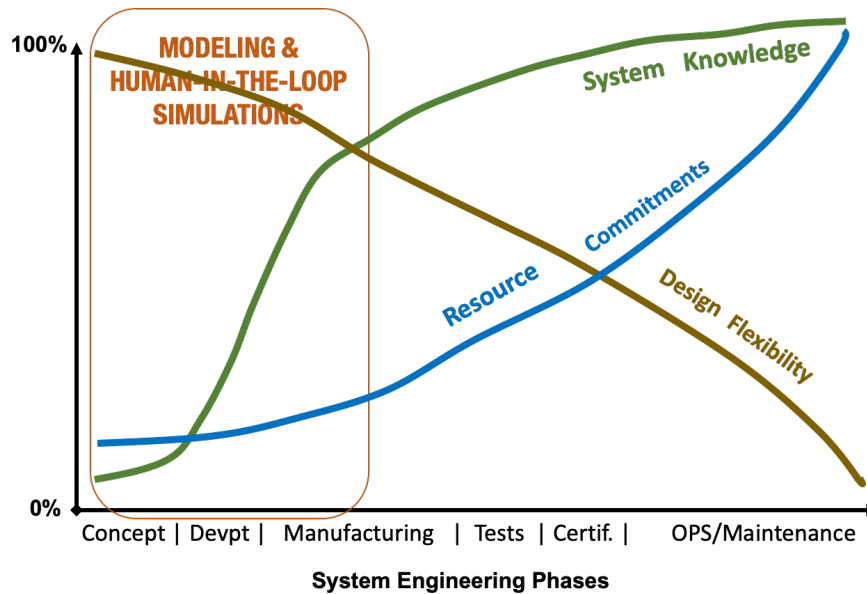 100%
MODELING &
HUMAN-IN-THE-LOOP
SIMULATIONS
System Knowledge
Resource Commitments
Design Flexibility
0%
Concept | Devpt | Manufacturing | Tests | Certif. | OPS/Maintenance
System Engineering Phases